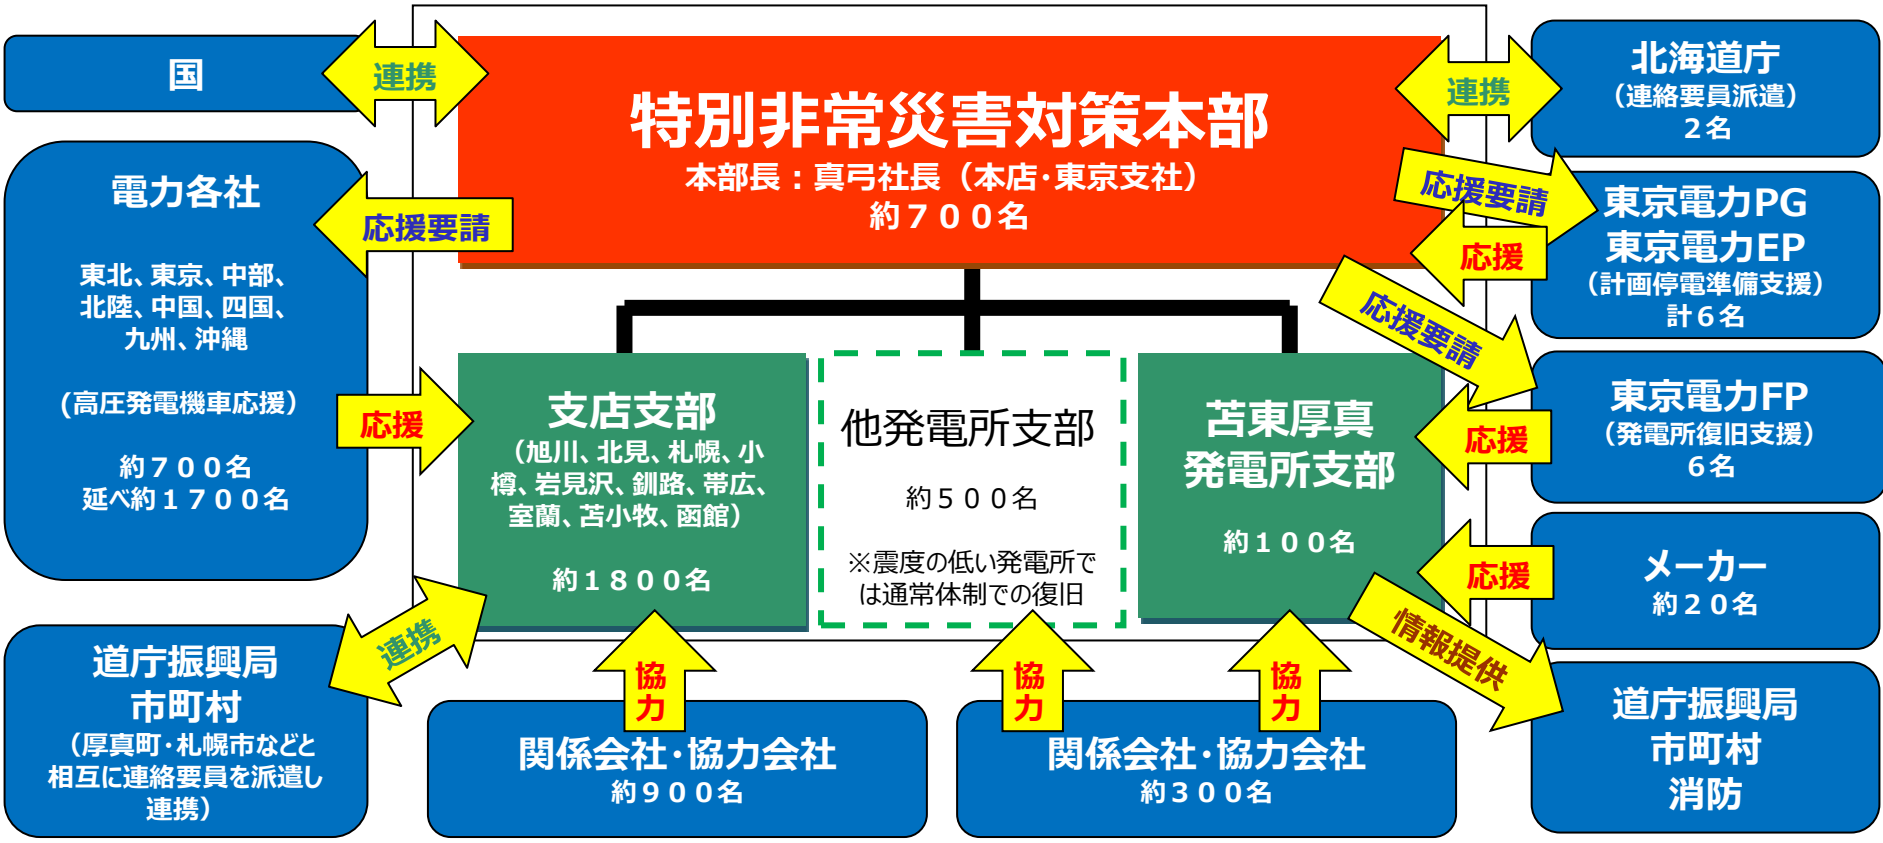 国
連携
特別非常災害対策本部
本部長：真弓社長（本店･東京支社）
約７００名
連携
北海道庁
（連絡要員派遣）
２名
電力各社
東北、東京、中部、
北陸、中国、四国、
九州、沖縄
(高圧発電機車応援）
約７００名
延べ約１７００名
応援要請
応援
応援要請
応援
東京電力PG
東京電力EP
（計画停電準備支援）
計６名
応援要請
応援
東京電力FP
（発電所復旧支援）
６名
支店支部
（旭川、北見、札幌、小
樽、岩見沢、釧路、帯広、
室蘭、苫小牧、函館）
約１８００名
他発電所支部
約５００名
※震度の低い発電所で
は通常体制での復旧
苫東厚真
発電所支部
約１００名
応援
メーカー
約２０名
連携
道庁振興局
市町村
（厚真町･札幌市などと
相互に連絡要員を派遣し
連携）
協
力
関係会社･協力会社
約９００名
協
力
協
力
関係会社･協力会社
約３００名
情報提供
道庁振興局
市町村
消防